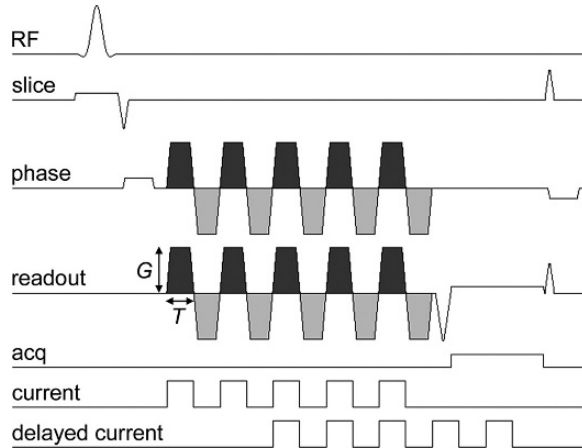 RF
slice
phase
G
readout
T
acq
current
delayed current